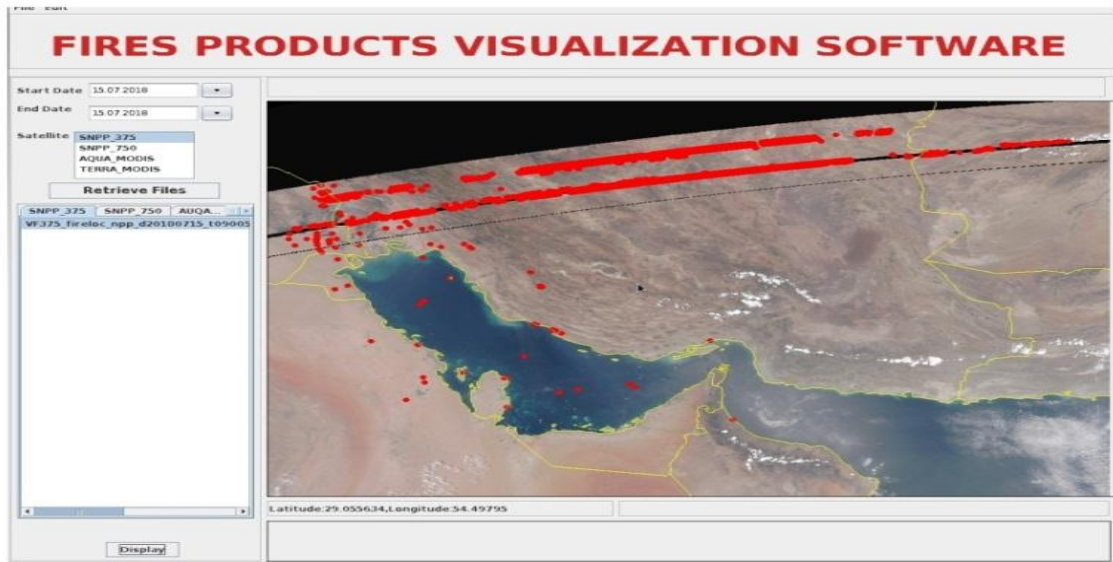 File Edit
FIRES PRODUCTS VISUALIZATION SOFTWARE
Start Date 15.07.2018
End Date 15.07.2018
Satellite SNPP_375
SNPP_750
AQUA_MODIS
TERRA_MODIS
Retrieve Files
SNPP_375 SNPP_750 AUQA...
VF375_fireloc_npp_d20180715_t09005
Latitude:29.055634,Longitude:54.49795
Display